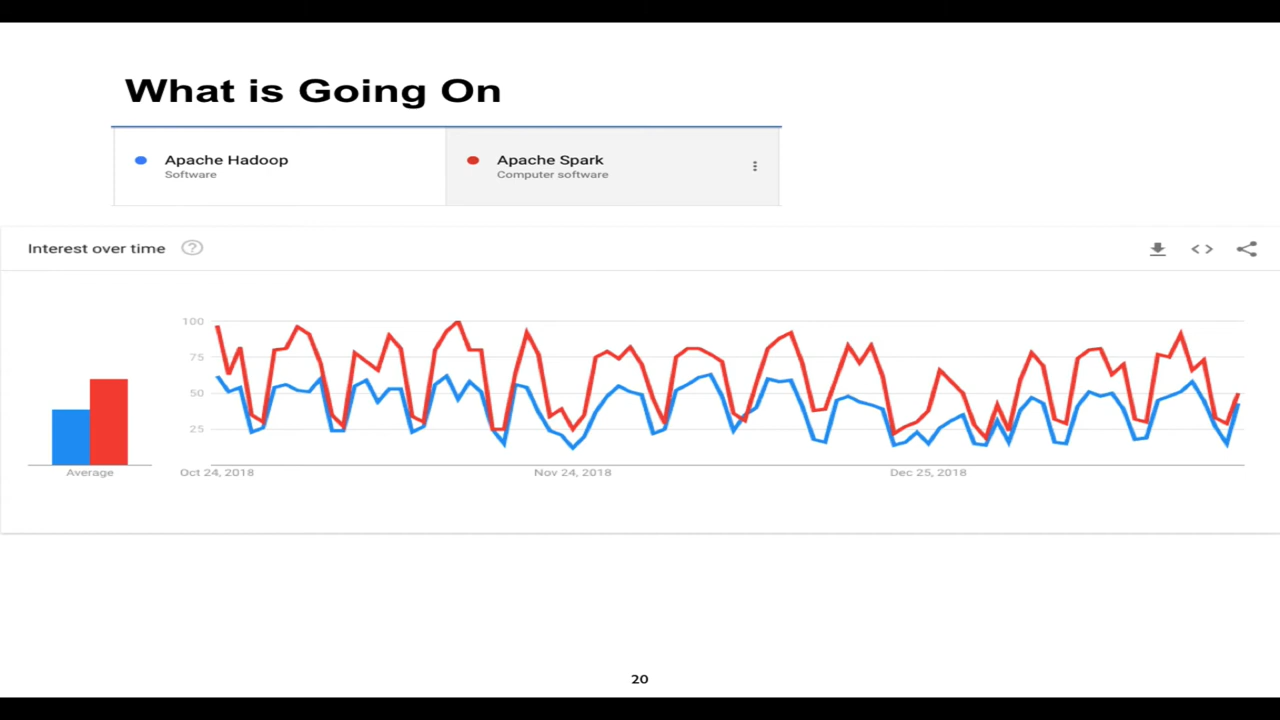 What is Going On
Apache Hadoop
Software
Apache Spark
Computer software
Interest over time ?
100
75
50
25
Average
Oct 24, 2018
Nov 24, 2018
Dec 25, 2018
20